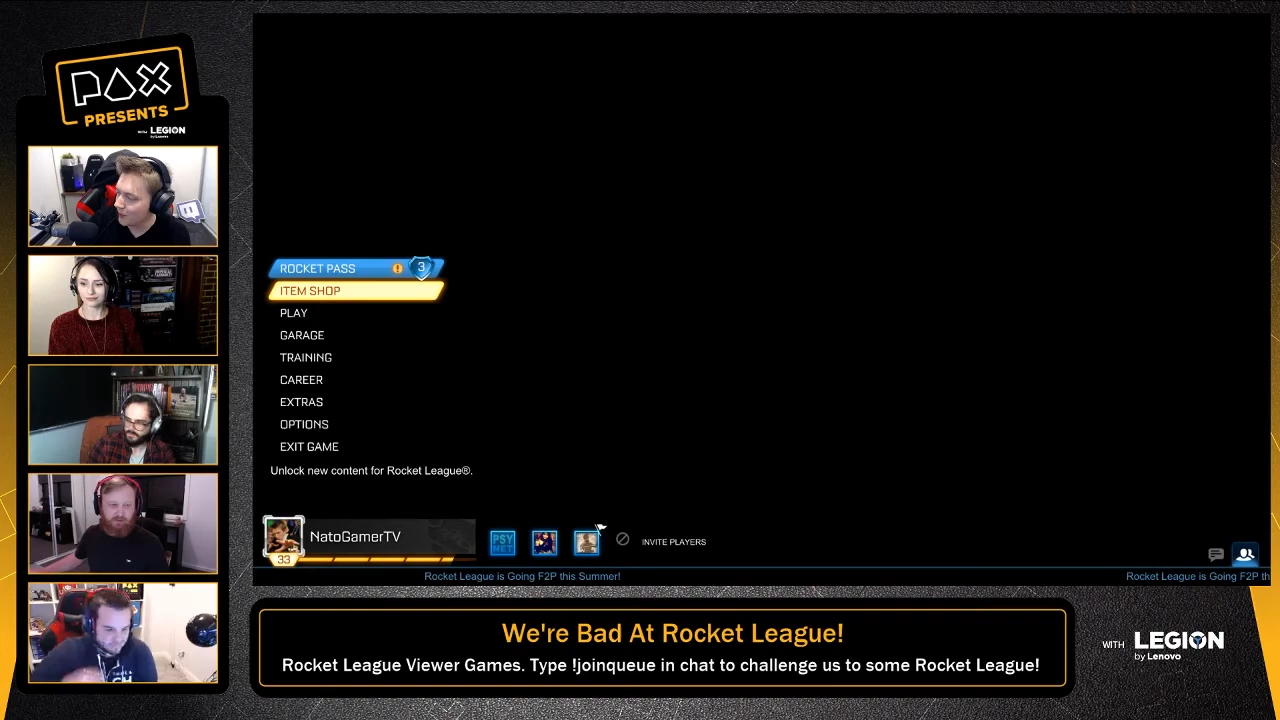 PAX
PRESENTS
WITH LEGION
by Lenovo
ROCKET PASS
3
ITEM SHOP
PLAY
GARAGE
TRAINING
CAREER
EXTRAS
OPTIONS
EXIT GAME
Unlock new content for Rocket League®.
NatoGamerTV
33
PSY
NET
INVITE PLAYERS
Rocket League is Going F2P this Summer!
Rocket League is Going F2P th
We're Bad At Rocket League!
Rocket League Viewer Games. Type !joinqueue in chat to challenge us to some Rocket League!
WITH LEGION
by Lenovo